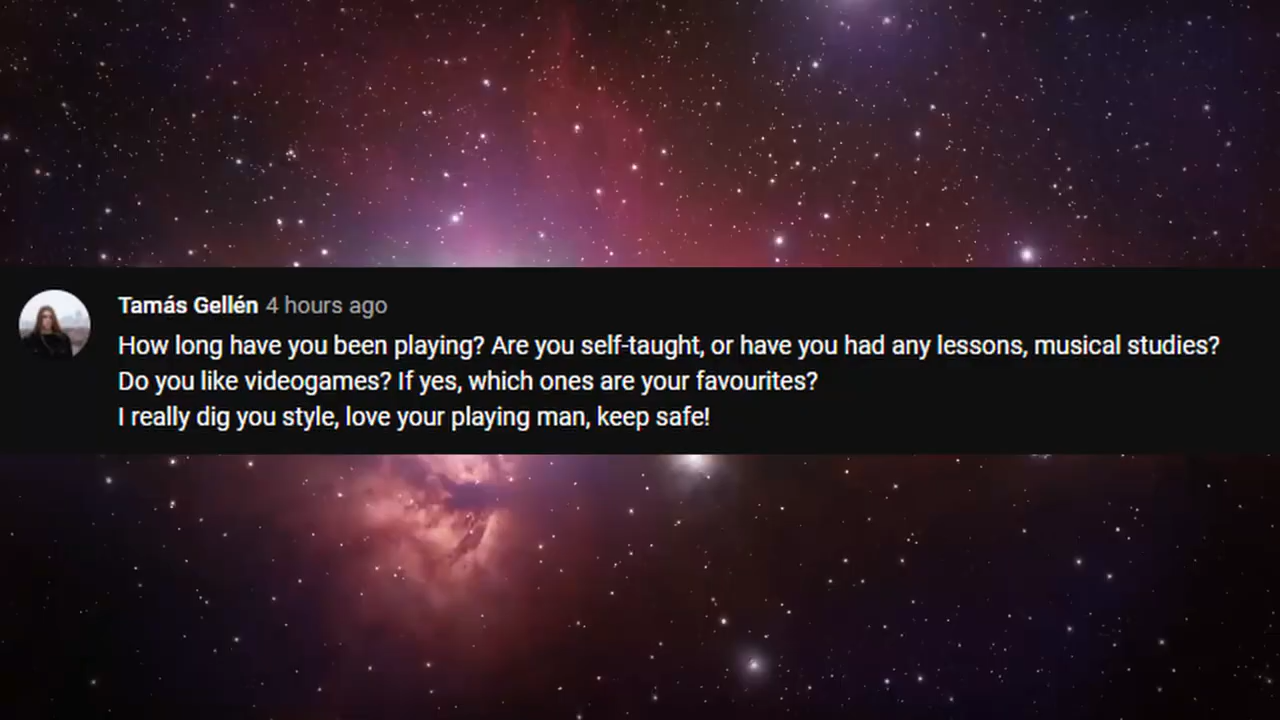 Tamás Gellén 4 hours ago
How long have you been playing? Are you self-taught, or have you had any lessons, musical studies?
Do you like videogames? If yes, which ones are your favourites?
I really dig you style, love your playing man, keep safe!